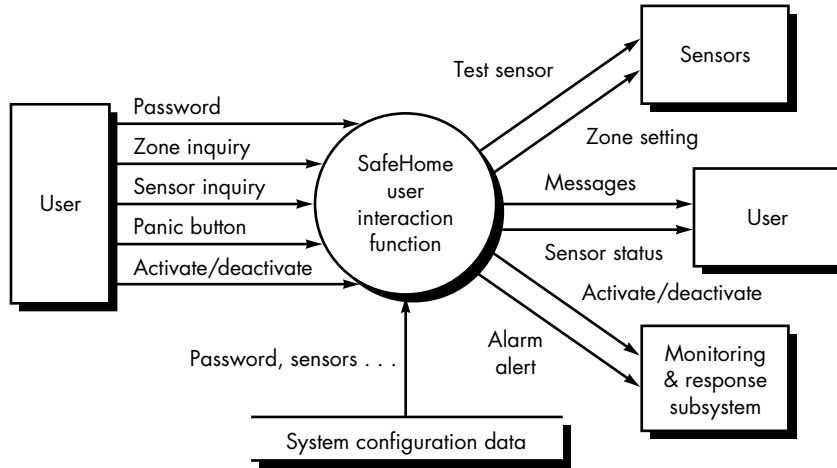 Test sensor
Sensors
Password
Zone inquiry
Zone setting
SafeHome
user
interaction
function
Sensor inquiry
Messages
User
User
Panic button
Sensor status
Activate/deactivate
Activate/deactivate
Password, sensors . . .
Alarm
alert
Monitoring
& response
subsystem
System configuration data